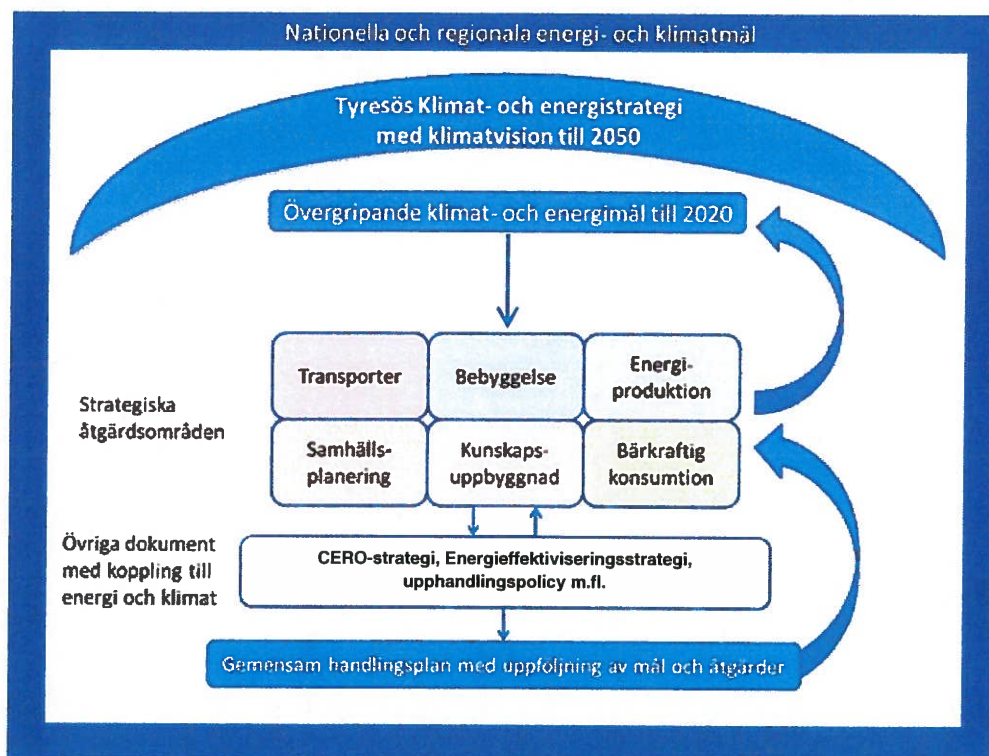 Nationella och regionala energi- och klimatmål
Tyresös Klimat- och energistrategi
med klimatvision till 2050
Övergripande klimat- och energimål till 2020
Transporter
Bebyggelse
Energi-
produktion
Strategiska
åtgärdsområden
Samhälls-
planering
Kunskaps-
uppbyggnad
Bärkraftig
konsumtion
Övriga dokument
med koppling till
energi och klimat
CERO-strategi, Energieffektiviseringsstrategi,
upphandlingspolicy m.fl.
Gemensam handlingsplan med uppföljning av mål och åtgärder